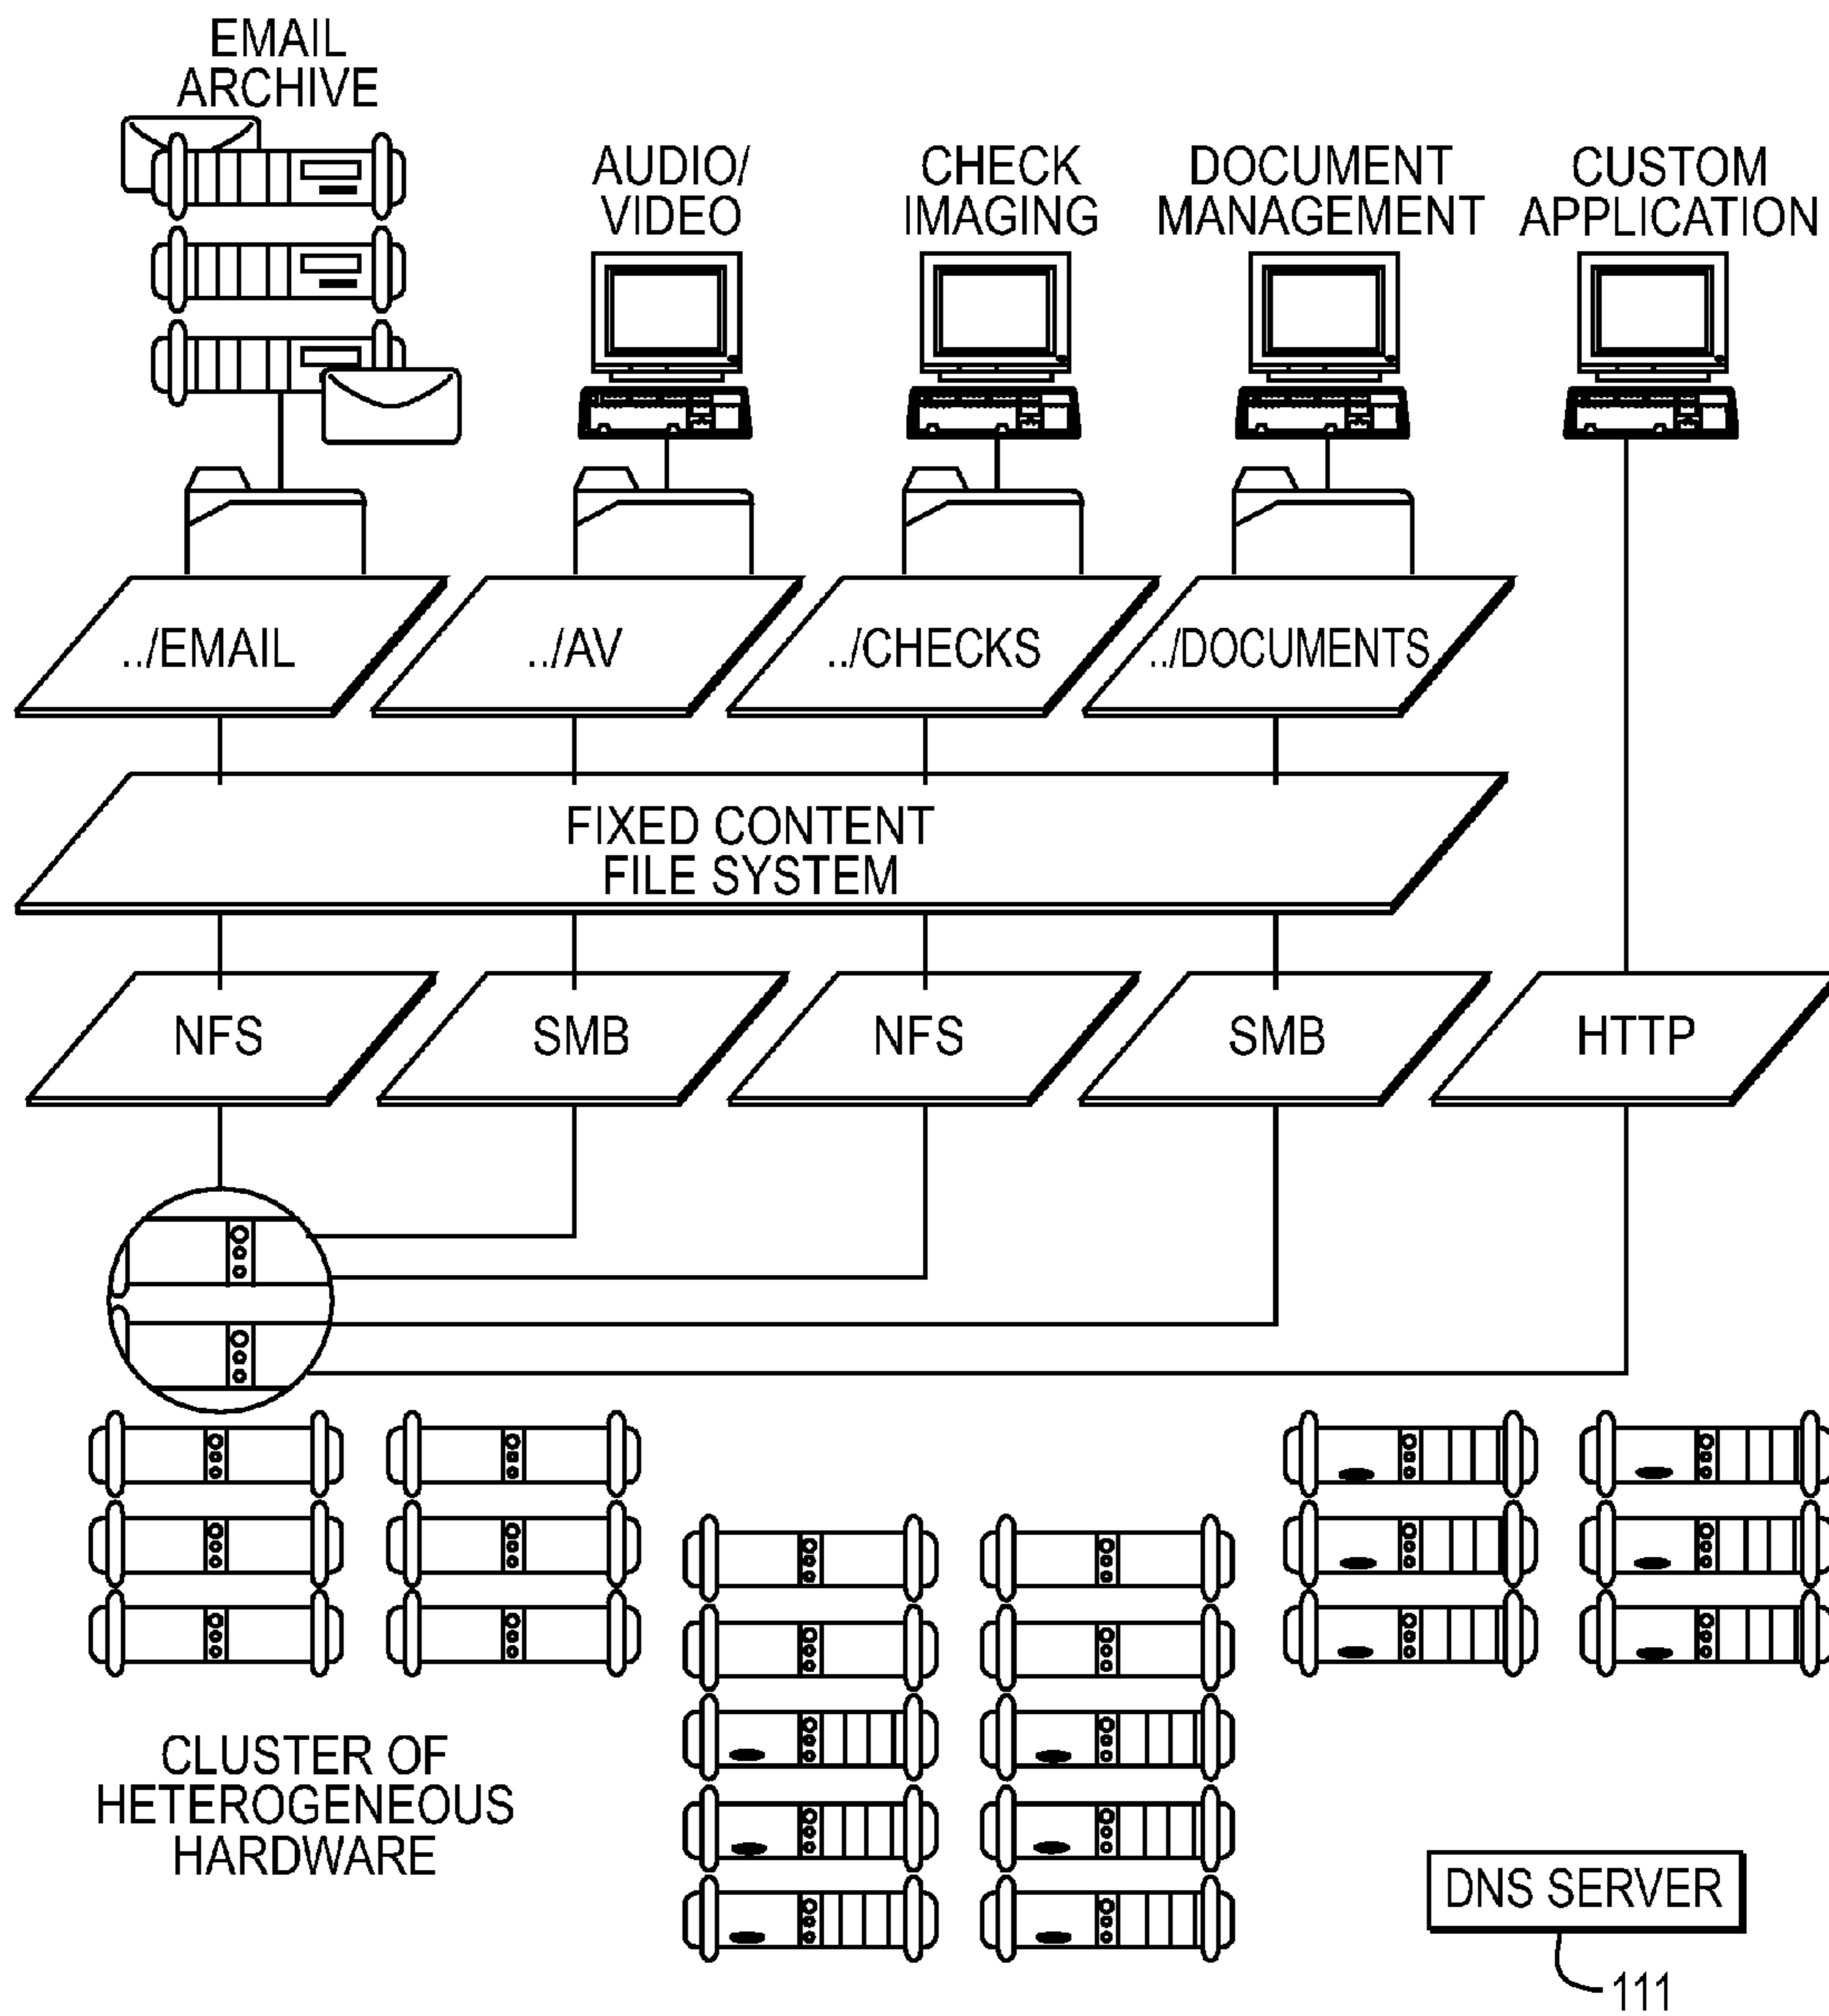 EMAIL
ARCHIVE
AUDIO/
VIDEO
CHECK
IMAGING
DOCUMENT
MANAGEMENT
CUSTOM
APPLICATION
../EMAIL
../AV
../CHECKS
../DOCUMENTS
FIXED CONTENT
FILE SYSTEM
NFS
SMB
NFS
SMB
HTTP
CLUSTER OF
HETEROGENEOUS
HARDWARE
DNS SERVER
111